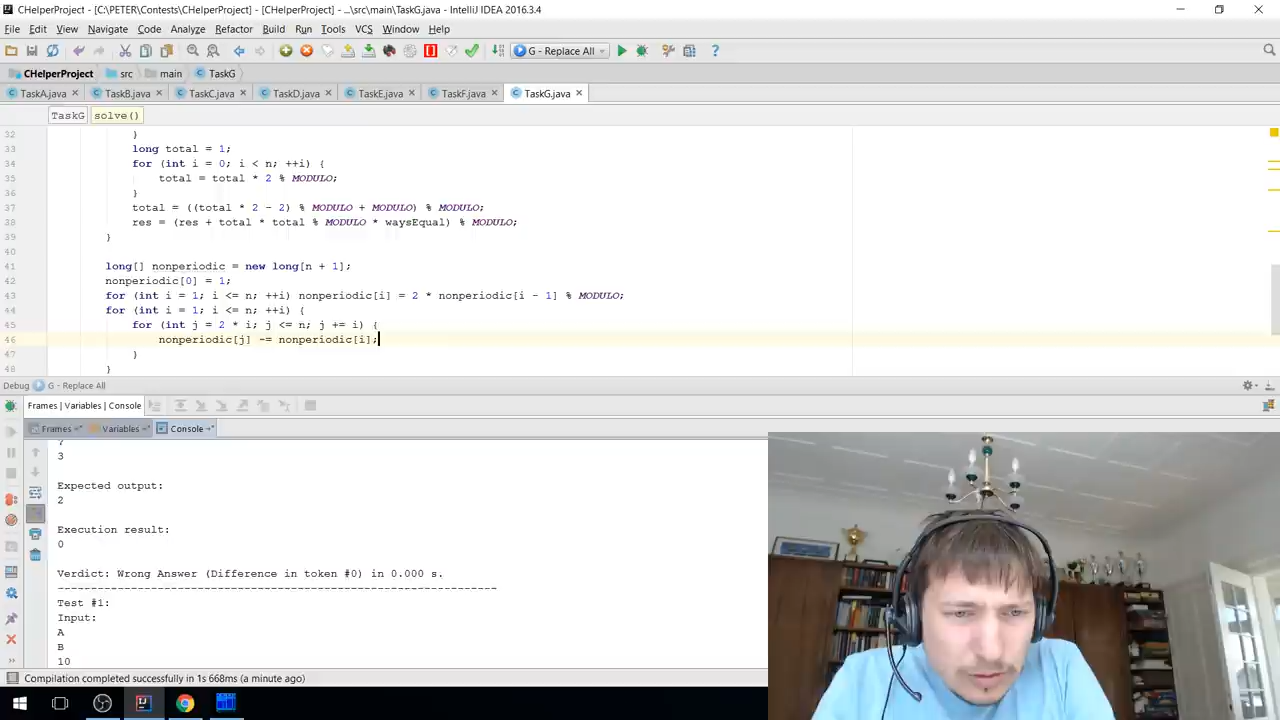 CHelperProject - [C:\PETER\Contests\CHelperProject] - [CHelperProject] - ...\src\main\TaskG.java - IntelliJ IDEA 2016.3.4
File Edit View Navigate Code Analyze Refactor Build Run Tools VCS Window Help
G - Replace All
CHelperProject src main TaskG
TaskA.java TaskB.java TaskC.java TaskD.java TaskE.java TaskF.java TaskG.java
TaskG solve()
32 }
33 long total = 1;
34 for (int i = 0; i < n; ++i) {
35 total = total * 2 % MODULO;
36 }
37 total = ((total * 2 - 2) % MODULO + MODULO) % MODULO;
38 res = (res + total * total % MODULO * waysEqual) % MODULO;
39 }
40
41 long[] nonperiodic = new long[n + 1];
42 nonperiodic[0] = 1;
43 for (int i = 1; i <= n; ++i) nonperiodic[i] = 2 * nonperiodic[i - 1] % MODULO;
44 for (int i = 1; i <= n; ++i) {
45 for (int j = 2 * i; j <= n; j += i) {
46 nonperiodic[j] -= nonperiodic[i];
47 }
48 }
Debug G - Replace All
Frames | Variables | Console
Frames Variables Console
?
3
Expected output:
2
Execution result:
0
Verdict: Wrong Answer (Difference in token #0) in 0.000 s.
------------------------------------------------------------------
Test #1:
Input:
A
B
10
Compilation completed successfully in 1s 668ms (a minute ago)